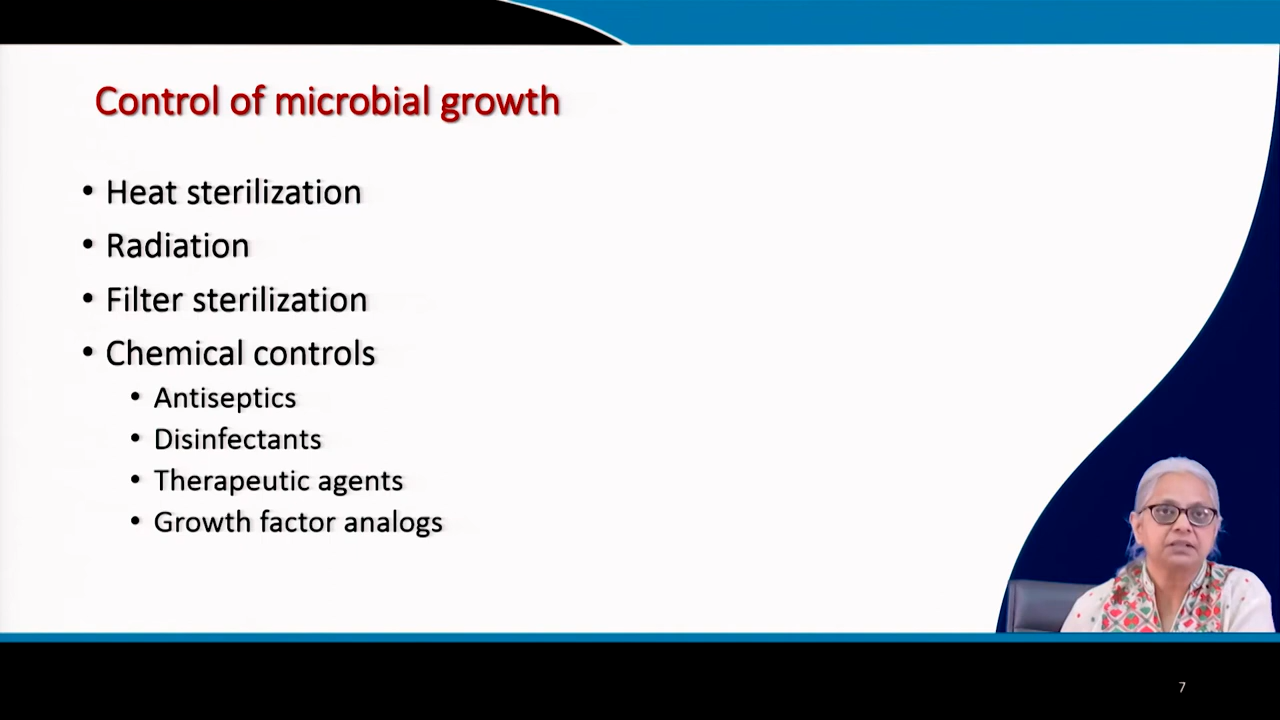 Control of microbial growth
• Heat sterilization
• Radiation
• Filter sterilization
• Chemical controls
• Antiseptics
• Disinfectants
• Therapeutic agents
• Growth factor analogs
7